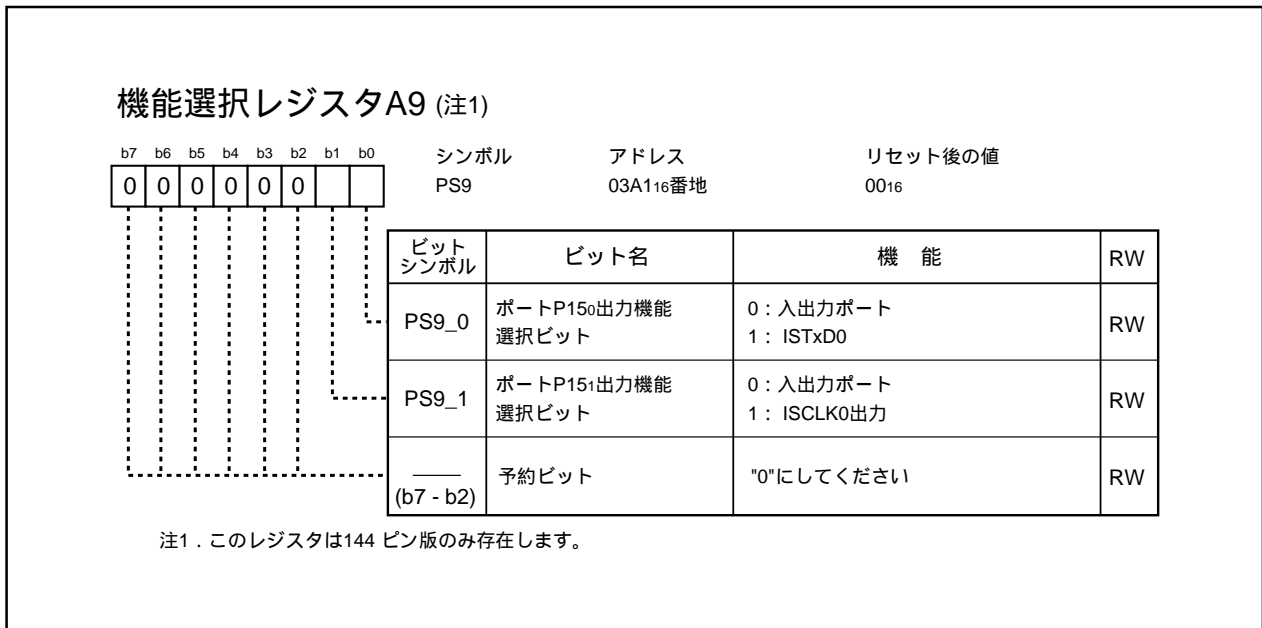 機能選択レジスタA9 (注1)
b7 b6 b5 b4 b3 b2 b1 b0
シンボル アドレス リセット後の値
0 0 0 0 0 0
PS9 03A116番地 0016
ビット
シンボル
ビット名 機 能 RW
PS9_0
ポートP150出力機能
選択ビット
0：入出力ポート
1： ISTxD0
RW
PS9_1
ポートP151出力機能
選択ビット
0：入出力ポート
1： ISCLK0出力
RW
(b7 - b2)
予約ビット
"0"にしてください
RW
注1．このレジスタは144 ピン版のみ存在します。